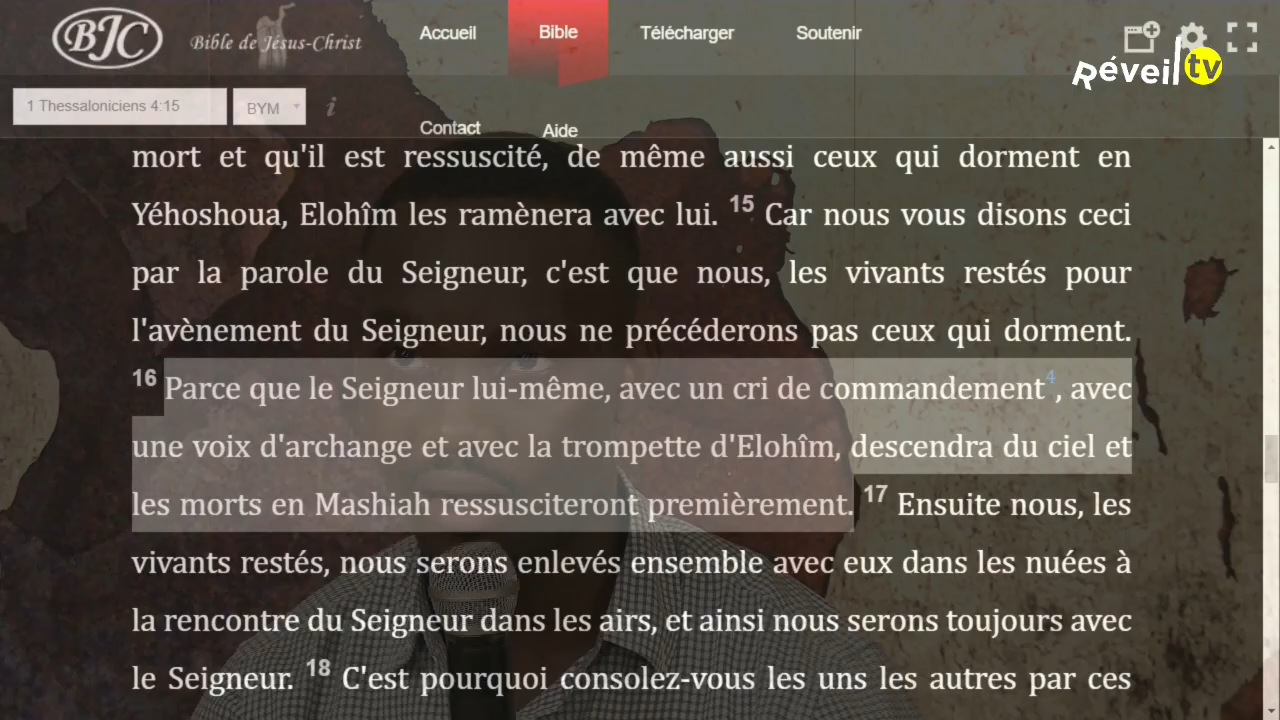 BJC
Bible de Jésus-Christ
Accueil
Bible
Télécharger
Soutenir
Réveil tv
1 Thessaloniciens 4:15
BYM
i
Contact
Aide
mort et qu'il est ressuscité, de même aussi ceux qui dorment en
Yéhoshoua, Elohîm les ramènera avec lui. 15 Car nous vous disons ceci
par la parole du Seigneur, c'est que nous, les vivants restés pour
l'avènement du Seigneur, nous ne précéderons pas ceux qui dorment.
16 Parce que le Seigneur lui-même, avec un cri de commandement4, avec
une voix d'archange et avec la trompette d'Elohîm, descendra du ciel et
les morts en Mashiah ressusciteront premièrement. 17 Ensuite nous, les
vivants restés, nous serons enlevés ensemble avec eux dans les nuées à
la rencontre du Seigneur dans les airs, et ainsi nous serons toujours avec
le Seigneur. 18 C'est pourquoi consolez-vous les uns les autres par ces